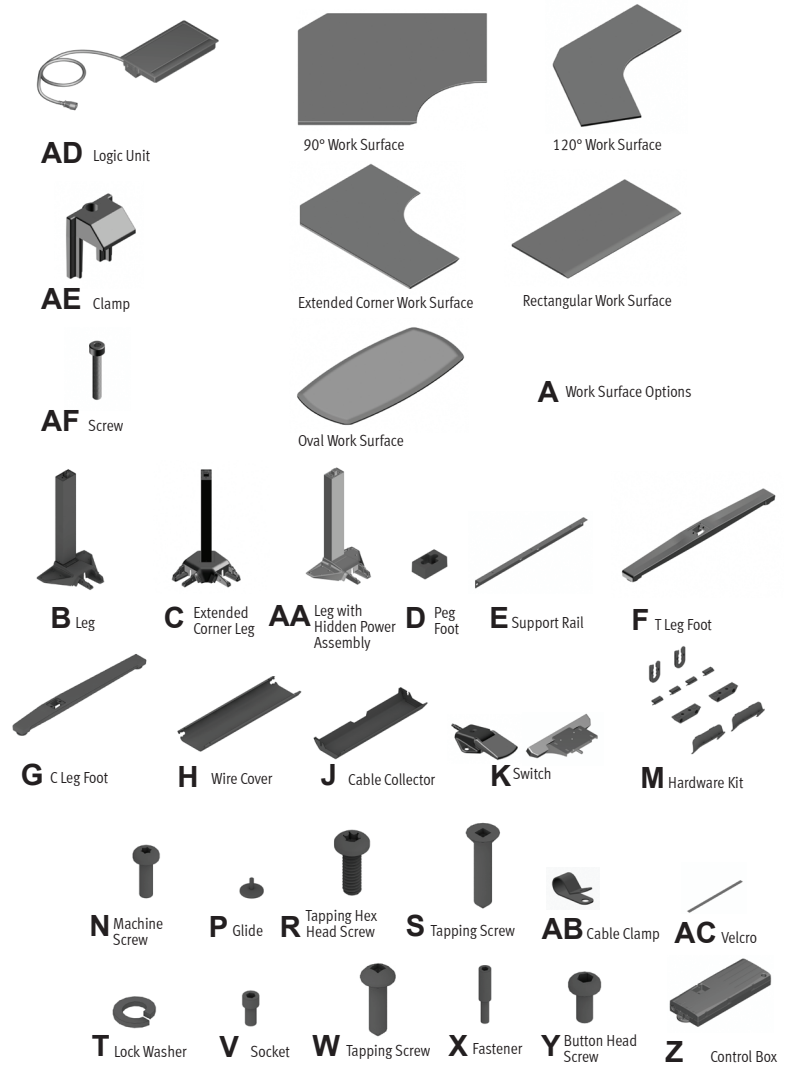 90° Work Surface
120° Work Surface
AD Logic Unit
AE Clamp
Extended Corner Work Surface
Rectangular Work Surface
AF Screw
Oval Work Surface
A Work Surface Options
B Leg
C Extended
Corner Leg
AA Leg with
Hidden Power
Assembly
D Peg
Foot
E Support Rail
F T Leg Foot
G C Leg Foot
H Wire Cover
J Cable Collector
K Switch
M Hardware Kit
N Machine
Screw
P Glide
R Tapping Hex
Head Screw
S Tapping Screw
AB Cable Clamp
AC Velcro
T Lock Washer
V Socket
W Tapping Screw
X Fastener
Y Button Head
Screw
Z Control Box